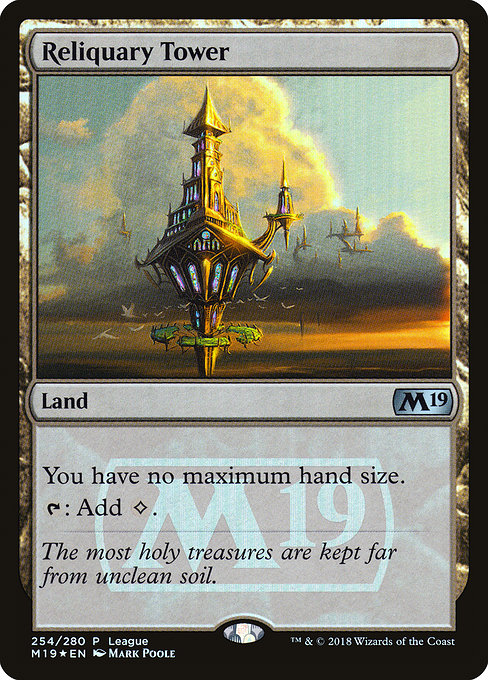 Reliquary Tower
Land
M19
You have no maximum hand size.
: Add .
M19
The most holy treasures are kept far
from unclean soil.
254/280 P League
M19★EN Mark Poole
™ & © 2018 Wizards of the Coast